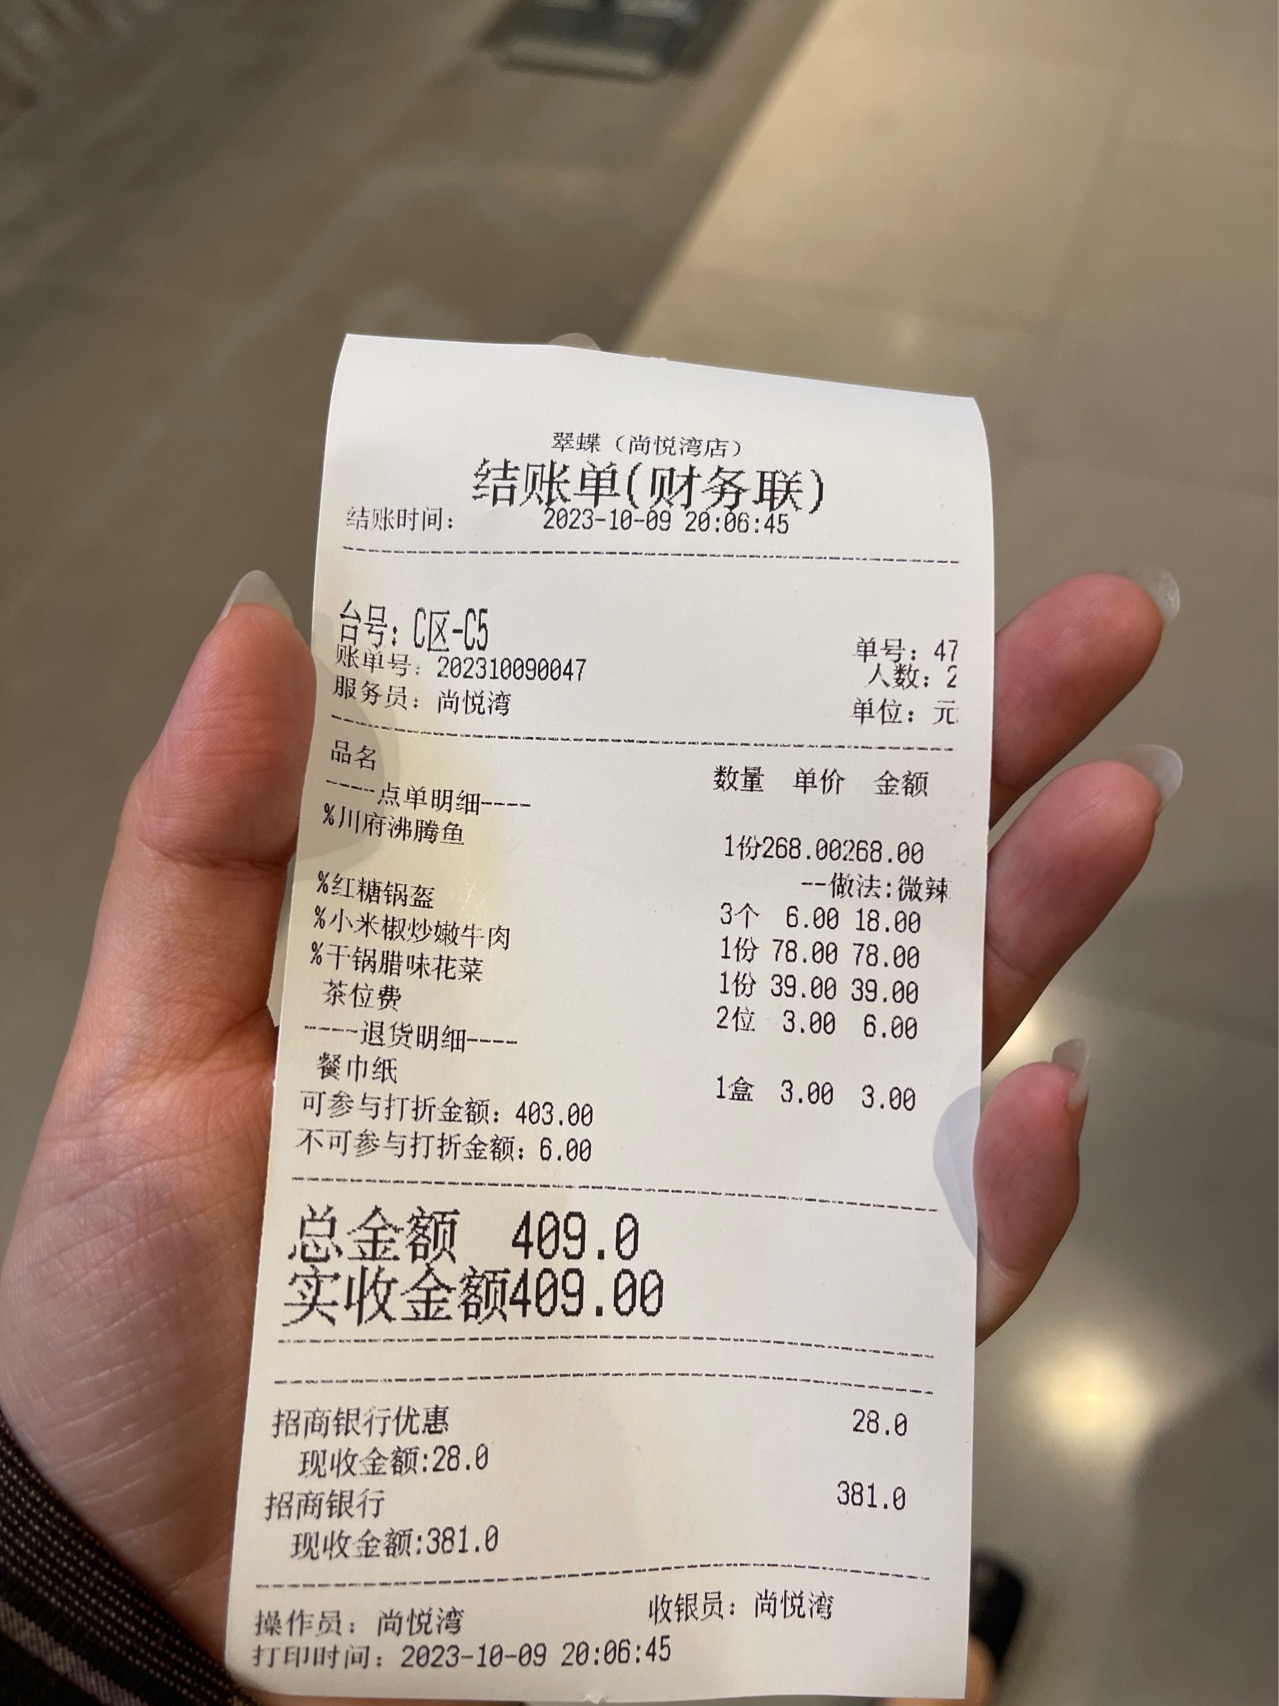 翠蝶（尚悦湾店）
结账单(财务联)
结账时间： 2023-10-09 20:06:45
台号：C区-C5
单号：47
账单号：202310090047
人数：2
服务员：尚悦湾
单位：元
品名 数量 单价 金额
-----点单明细----
%川府沸腾鱼 1份268.00268.00
--做法:微辣
%红糖锅盔 3个 6.00 18.00
%小米椒炒嫩牛肉 1份 78.00 78.00
%干锅腊味花菜 1份 39.00 39.00
茶位费 2位 3.00 6.00
-----退货明细----
餐巾纸 1盒 3.00 3.00
可参与打折金额：403.00
不可参与打折金额：6.00
总金额 409.0
实收金额409.00
招商银行优惠 28.0
现收金额:28.0
招商银行 381.0
现收金额:381.0
操作员：尚悦湾 收银员：尚悦湾
打印时间：2023-10-09 20:06:45